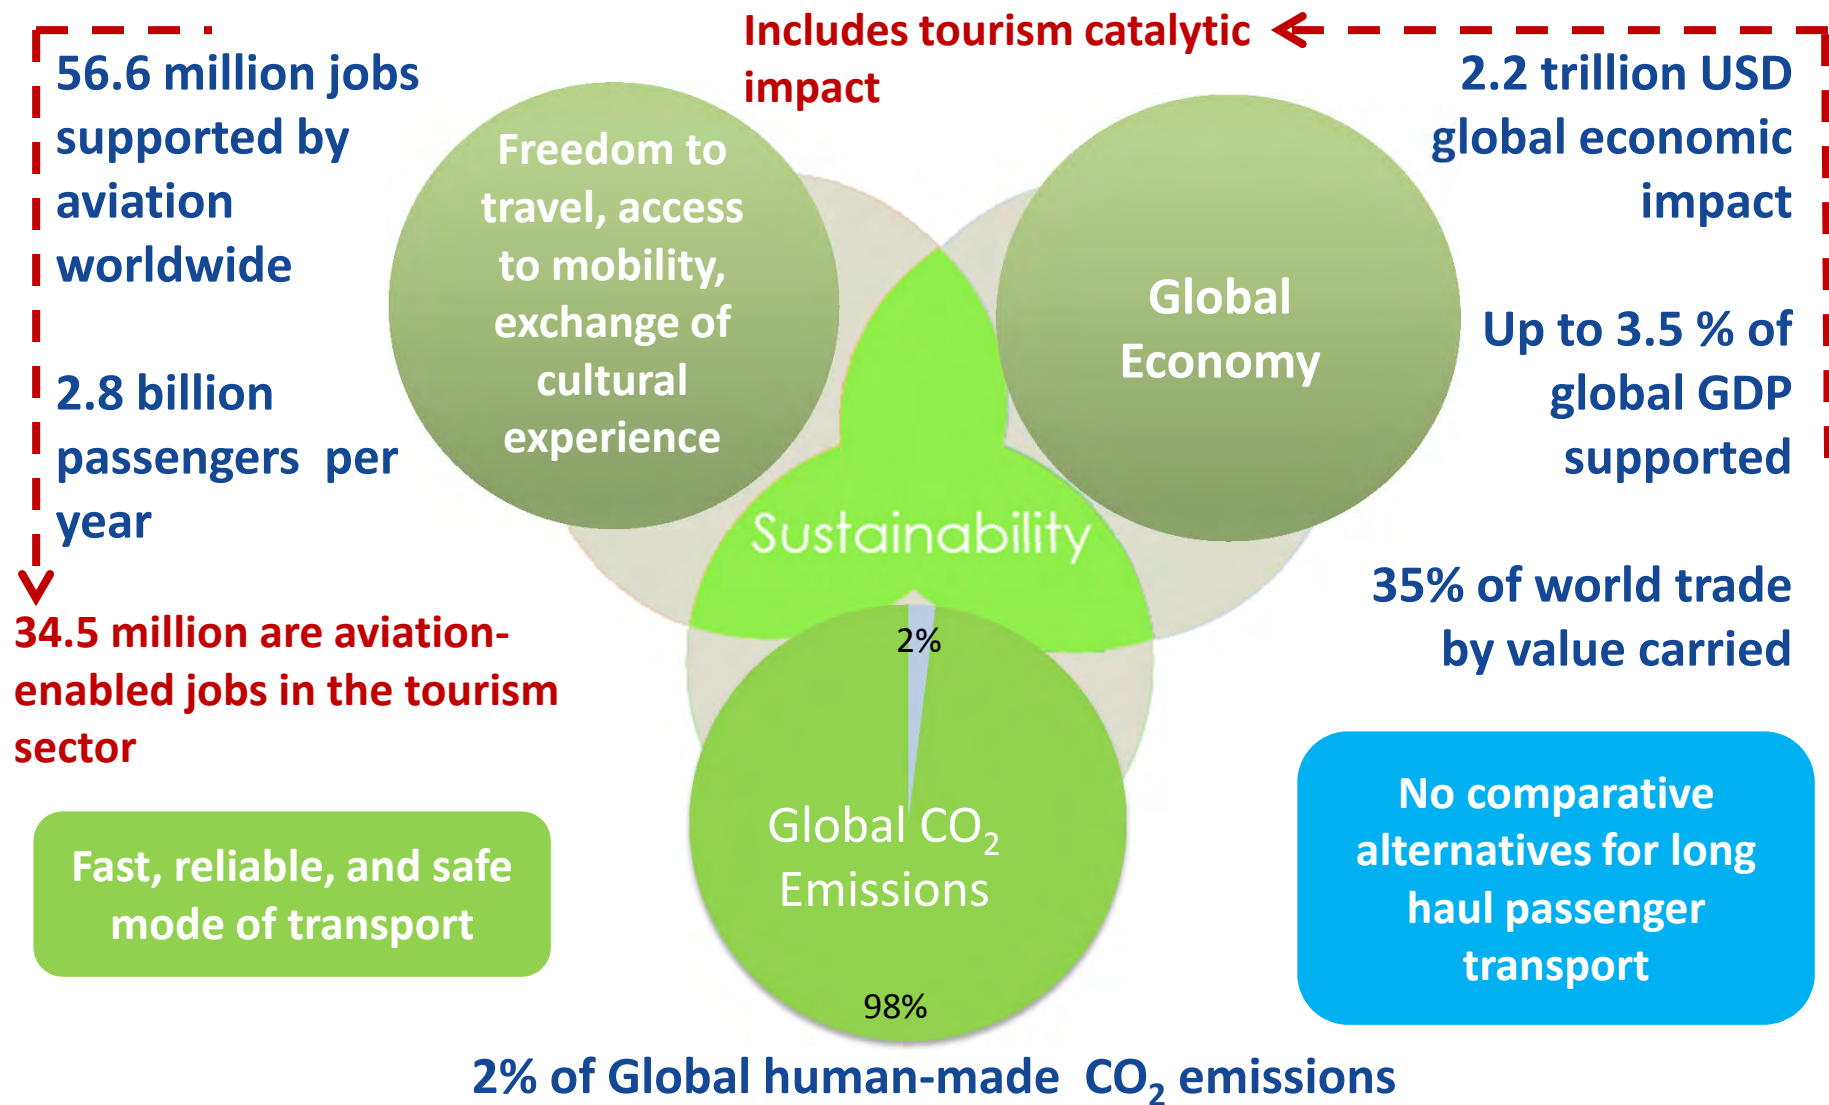 Includes tourism catalytic
impact
56.6 million jobs
supported by
aviation
worldwide
2.8 billion
passengers per
year
34.5 million are aviation-
enabled jobs in the tourism
sector
Fast, reliable, and safe
mode of transport
Freedom to
travel, access
to mobility,
exchange of
cultural
experience
Global
Economy
Sustainability
2%
Global CO₂
Emissions
98%
2% of Global human-made CO₂ emissions
2.2 trillion USD
global economic
impact
Up to 3.5 % of
global GDP
supported
35% of world trade
by value carried
No comparative
alternatives for long
haul passenger
transport